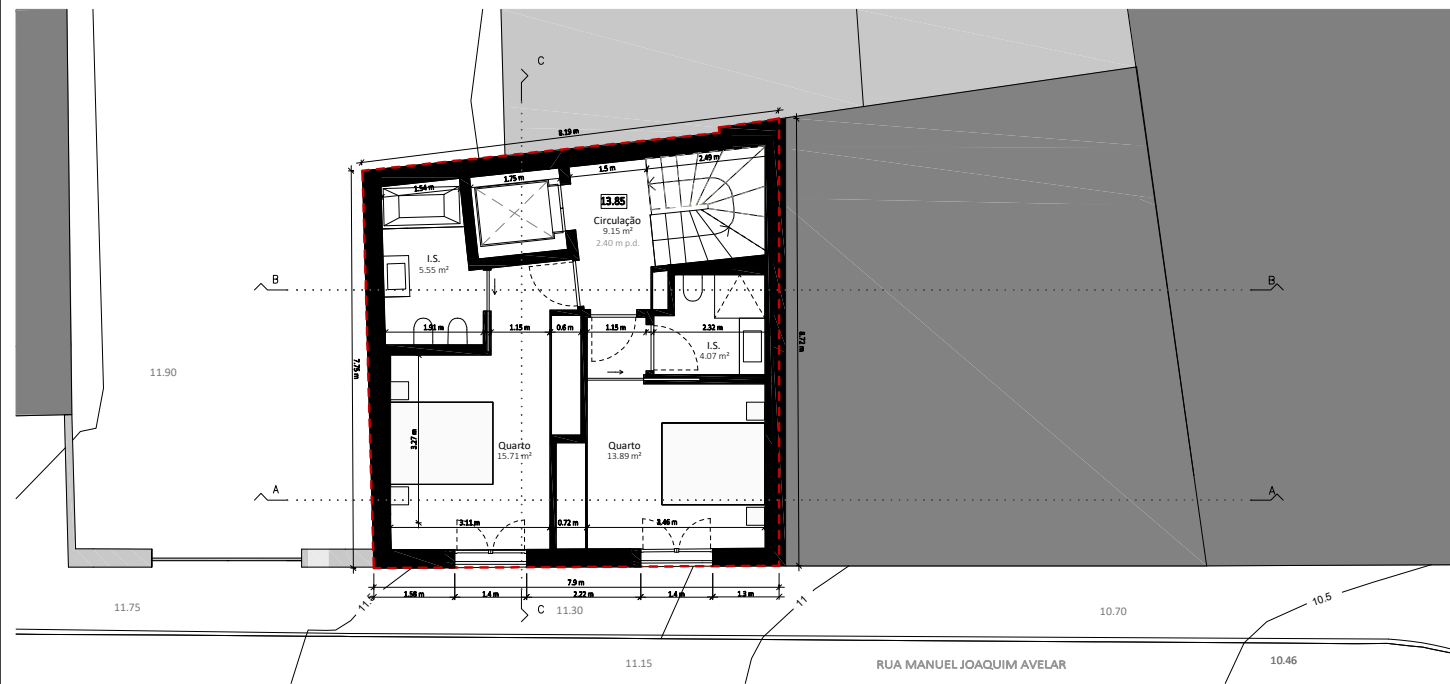 C
8.19 m
2.49 m
1.5 m
1.75 m
1.54 m
13.85
Circulação
9.15 m²
2.40 m p.d.
I.S.
5.55 m²
B
B
1.91 m
1.15 m
0.6 m
1.15 m
2.32 m
I.S.
4.07 m²
8.72 m
7.75 m
11.90
3.27 m
Quarto
15.71 m²
Quarto
13.89 m²
A
A
3.11 m
0.72 m
3.46 m
7.9 m
1.58 m
1.4 m
2.22 m
1.4 m
1.3 m
11.75
11.5
C
11.30
11
10.70
10.5
11.15
RUA MANUEL JOAQUIM AVELAR
10.46